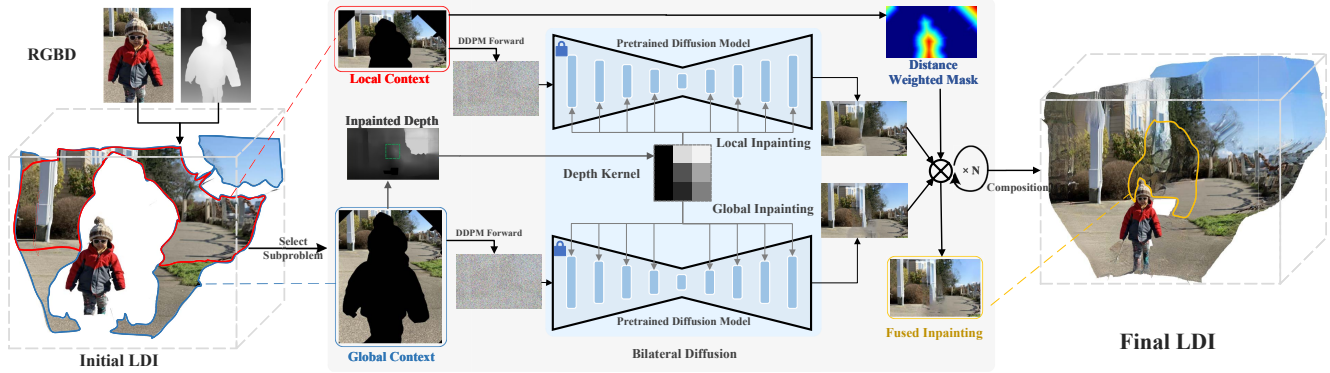 RGBD
Initial LDI
Select
Subproblem
Local Context
Inpainted Depth
Global Context
DDPM Forward
DDPM Forward
Pretrained Diffusion Model
Local Inpainting
Depth Kernel
Global Inpainting
Pretrained Diffusion Model
Bilateral Diffusion
Distance
Weighted Mask
× N
Composition
Fused Inpainting
Final LDI